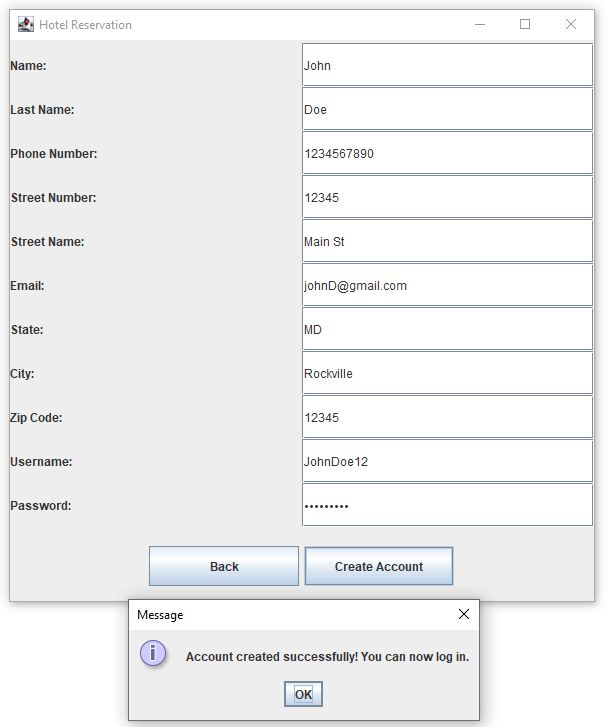 Hotel Reservation
Name: John
Last Name: Doe
Phone Number: 1234567890
Street Number: 12345
Street Name: Main St
Email: johnD@gmail.com
State: MD
City: Rockville
Zip Code: 12345
Username: JohnDoe12
Password: •••••••••
Back Create Account
Message
Account created successfully! You can now log in.
OK